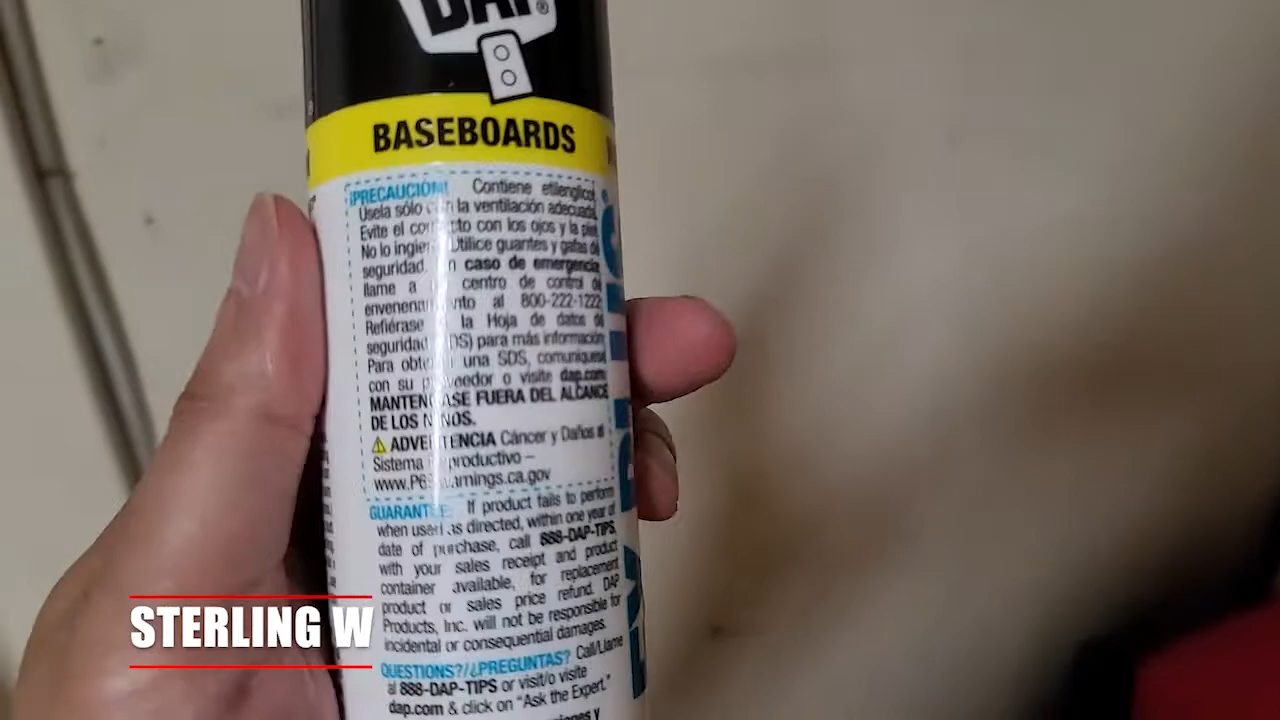 DAP®
BASEBOARDS
¡PRECAUCIÓN! Contiene etilenglicol.
Úsela sólo con la ventilación adecuada.
Evite el contacto con los ojos y la piel.
No lo ingiera. Utilice guantes y gafas de
seguridad. En caso de emergencia
llame a centro de control de
envenenamiento al 800-222-1222.
Refiérase a la Hoja de datos de
seguridad (SDS) para más información.
Para obtener una SDS, comuníquese
con su proveedor o visite dap.com.
MANTÉNGASE FUERA DEL ALCANCE
DE LOS NIÑOS.
ADVERTENCIA Cáncer y Daños al
Sistema Reproductivo –
www.P65Warnings.ca.gov
GUARANTEE: If product fails to perform
when used as directed, within one year of
date of purchase, call 888-DAP-TIPS,
with your sales receipt and product
container available, for replacement
product or sales price refund. DAP
Products, Inc. will not be responsible for
incidental or consequential damages.
QUESTIONS?/¿PREGUNTAS? Call/Llame
al 888-DAP-TIPS or visit/o visite
dap.com & click on "Ask the Expert."
STERLING W